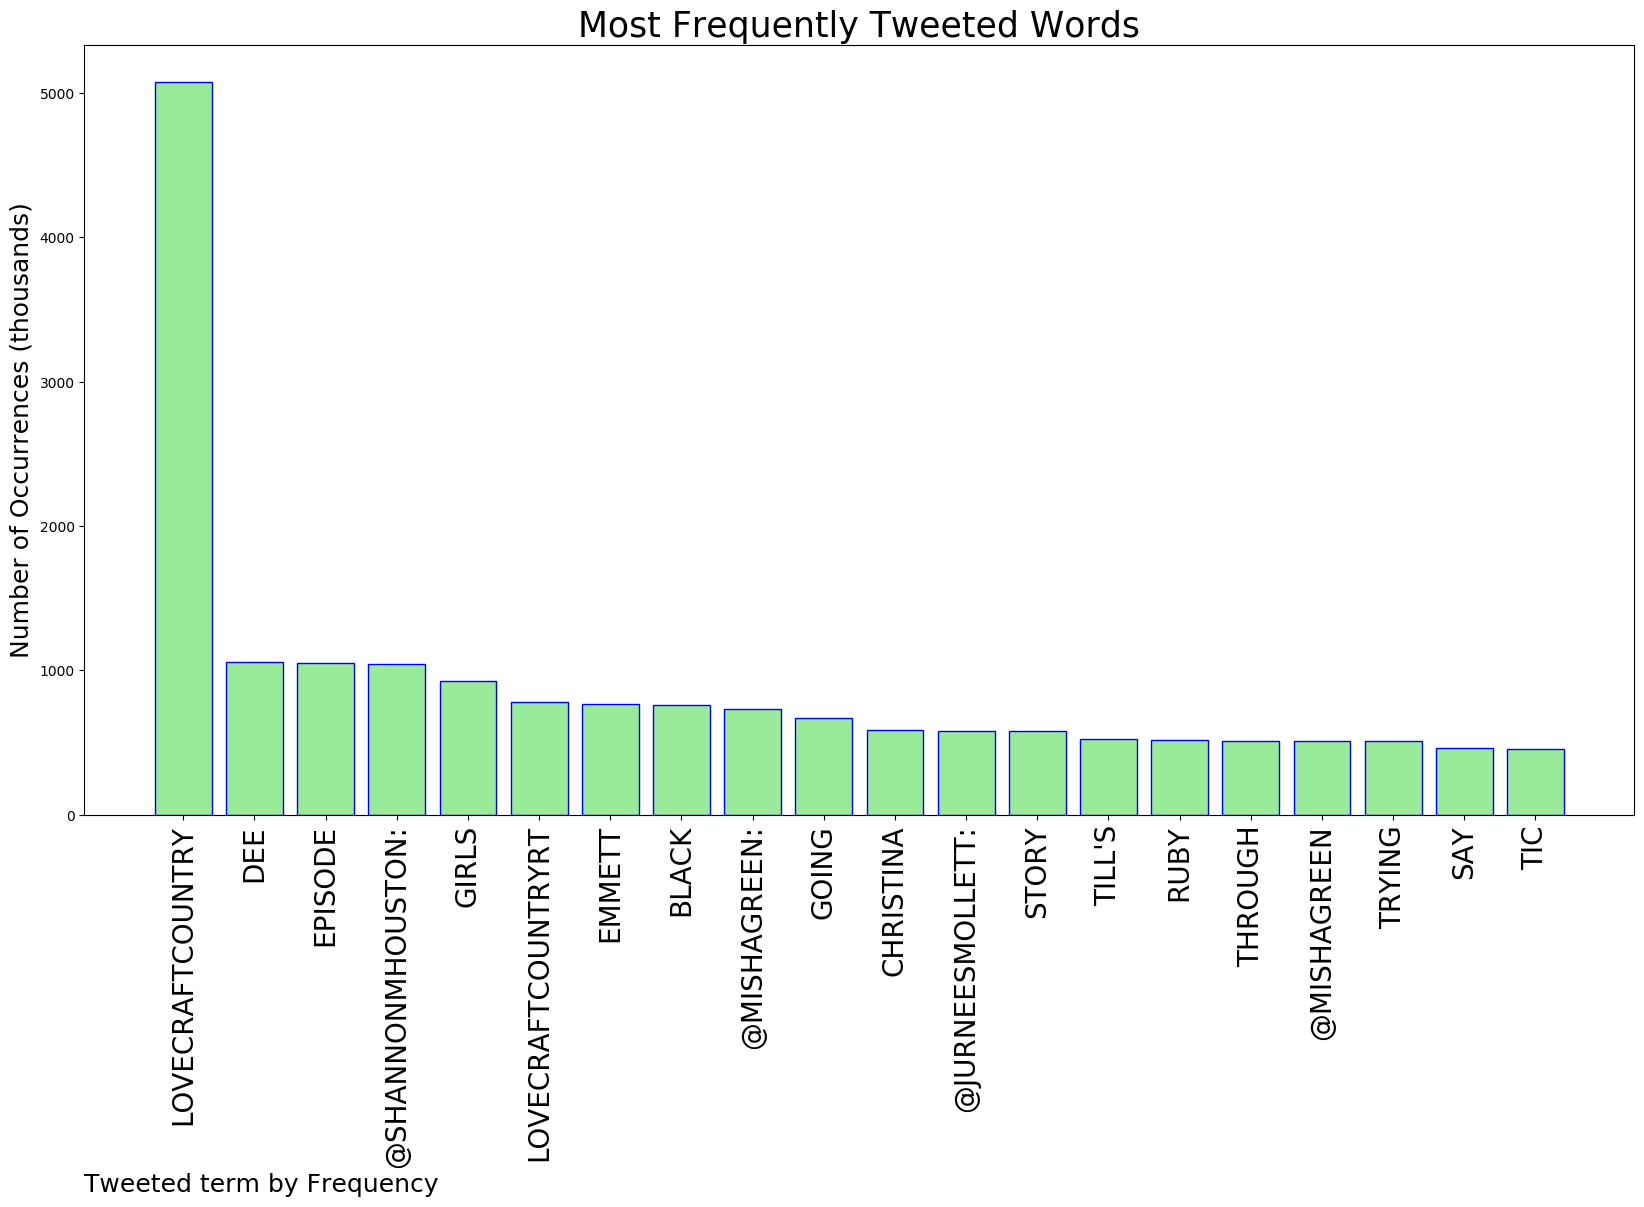 Most Frequently Tweeted Words
Number of Occurrences (thousands)
5000
4000
3000
2000
1000
0
LOVECRAFTCOUNTRY
DEE
EPISODE
@SHANNONMHOUSTON:
GIRLS
LOVECRAFTCOUNTRYRT
EMMETT
BLACK
@MISHAGREEN:
GOING
CHRISTINA
@JURNEESMOLLETT:
STORY
TILL'S
RUBY
THROUGH
@MISHAGREEN
TRYING
SAY
TIC
Tweeted term by Frequency